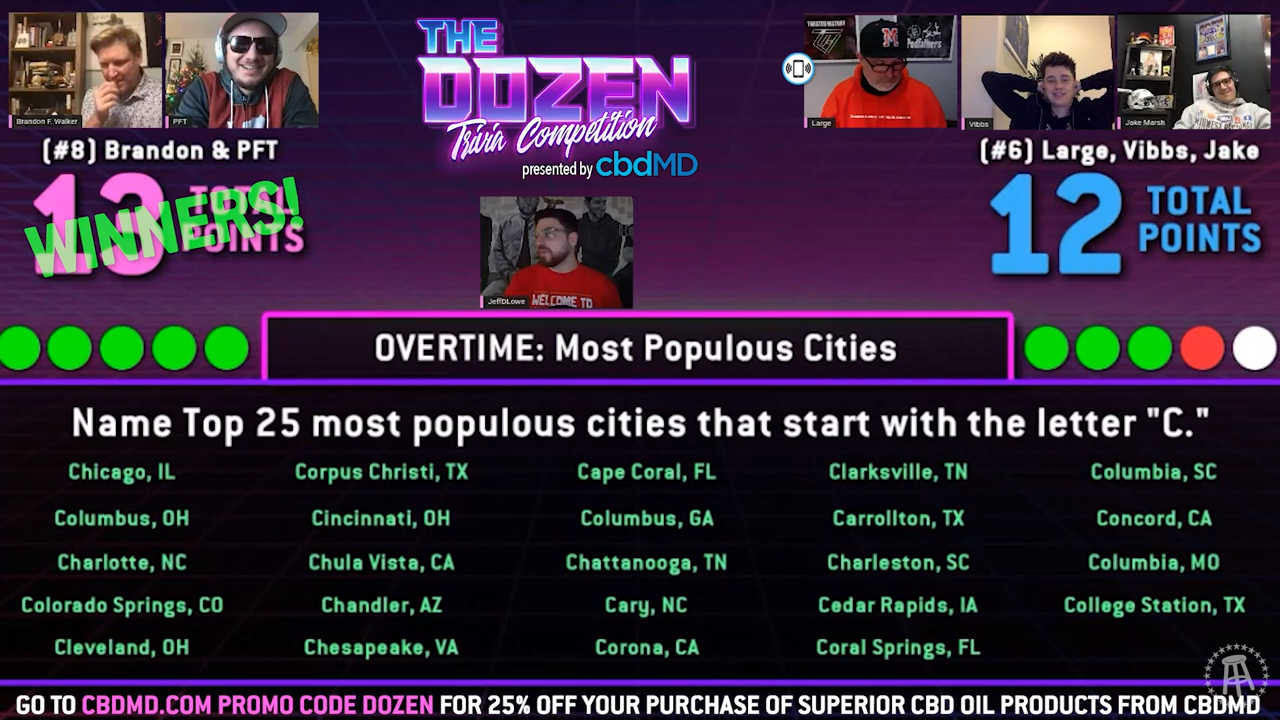 THE
DOZEN
Trivia Competition
presented by cbdMD
Brandon F. Walker
PFT
TORTED HISTORY
M
Podfathers
Large
Vibbs
Jake Marsh
(#8) Brandon & PFT
13 TOTAL POINTS
WINNERS!
(#6) Large, Vibbs, Jake
12 TOTAL POINTS
JeffDLowe
WELCOME TO
OVERTIME: Most Populous Cities
Name Top 25 most populous cities that start with the letter "C."
Chicago, IL
Columbus, OH
Charlotte, NC
Colorado Springs, CO
Cleveland, OH
Corpus Christi, TX
Cincinnati, OH
Chula Vista, CA
Chandler, AZ
Chesapeake, VA
Cape Coral, FL
Columbus, GA
Chattanooga, TN
Cary, NC
Corona, CA
Clarksville, TN
Carrollton, TX
Charleston, SC
Cedar Rapids, IA
Coral Springs, FL
Columbia, SC
Concord, CA
Columbia, MO
College Station, TX
GO TO CBDMD.COM PROMO CODE DOZEN FOR 25% OFF YOUR PURCHASE OF SUPERIOR CBD OIL PRODUCTS FROM CBDMD